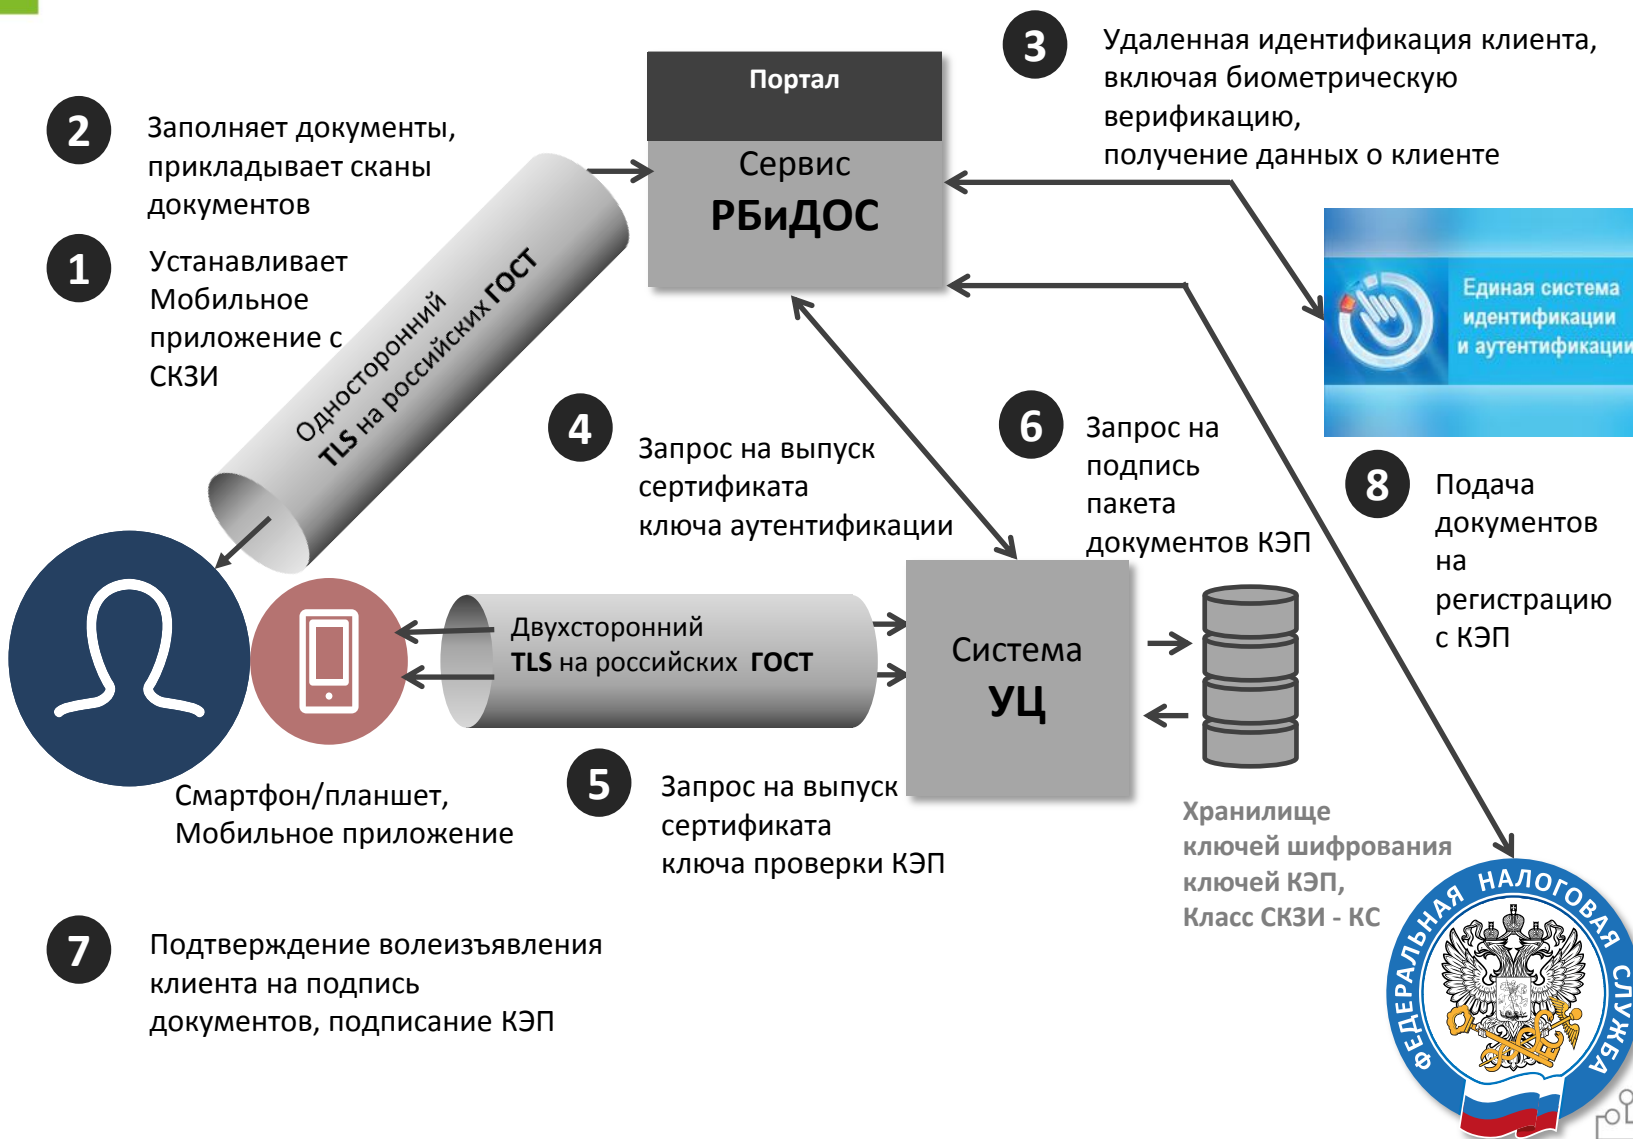 Портал
Сервис
РБиДОС
3
Удаленная идентификация клиента,
включая биометрическую
верификацию,
получение данных о клиенте
2
Заполняет документы,
прикладывает сканы
документов
1
Устанавливает
Мобильное
приложение с
СКЗИ
Односторонний
TLS на российских ГОСТ
Единая система
идентификации
и аутентификации
4
Запрос на выпуск
сертификата
ключа аутентификации
6
Запрос на
подпись
пакета
документов КЭП
8
Подача
документов
на
регистрацию
с КЭП
Двухсторонний
TLS на российских ГОСТ
Система
УЦ
Смартфон/планшет,
Мобильное приложение
5
Запрос на выпуск
сертификата
ключа проверки КЭП
Хранилище
ключей шифрования
ключей КЭП,
Класс СКЗИ - КС
7
Подтверждение волеизъявления
клиента на подпись
документов, подписание КЭП
ФЕДЕРАЛЬНАЯ НАЛОГОВАЯ СЛУЖБА